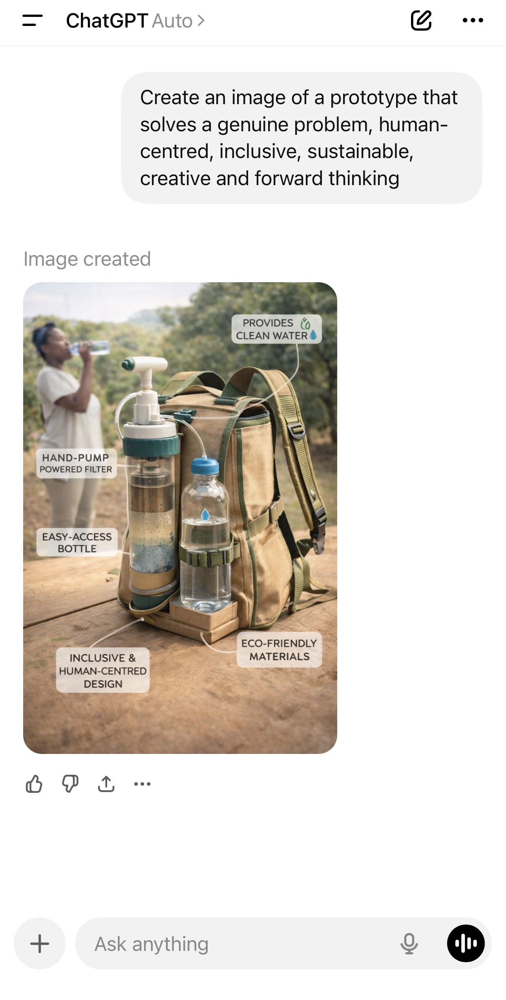 ChatGPT Auto
Create an image of a prototype that
solves a genuine problem, human-
centred, inclusive, sustainable,
creative and forward thinking
Image created
PROVIDES
CLEAN WATER
HAND-PUMP
POWERED FILTER
EASY-ACCESS
BOTTLE
INCLUSIVE &
HUMAN-CENTRED
DESIGN
ECO-FRIENDLY
MATERIALS
Ask anything